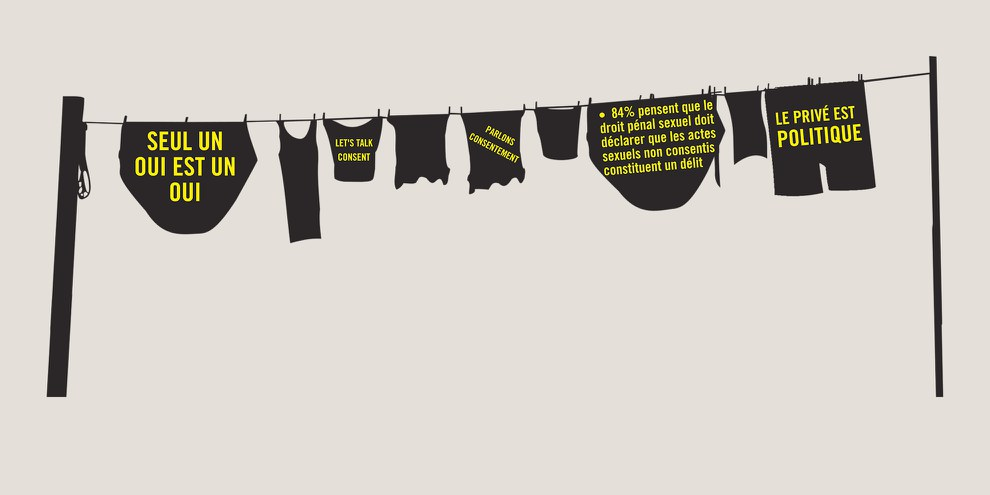 SEUL UN
OUI EST UN
OUI
LET'S TALK
CONSENT
PARLONS
CONSENTEMENT
• 84% pensent que le
droit pénal sexuel doit
déclarer que les actes
sexuels non consentis
constituent un délit
LE PRIVÉ EST
POLITIQUE